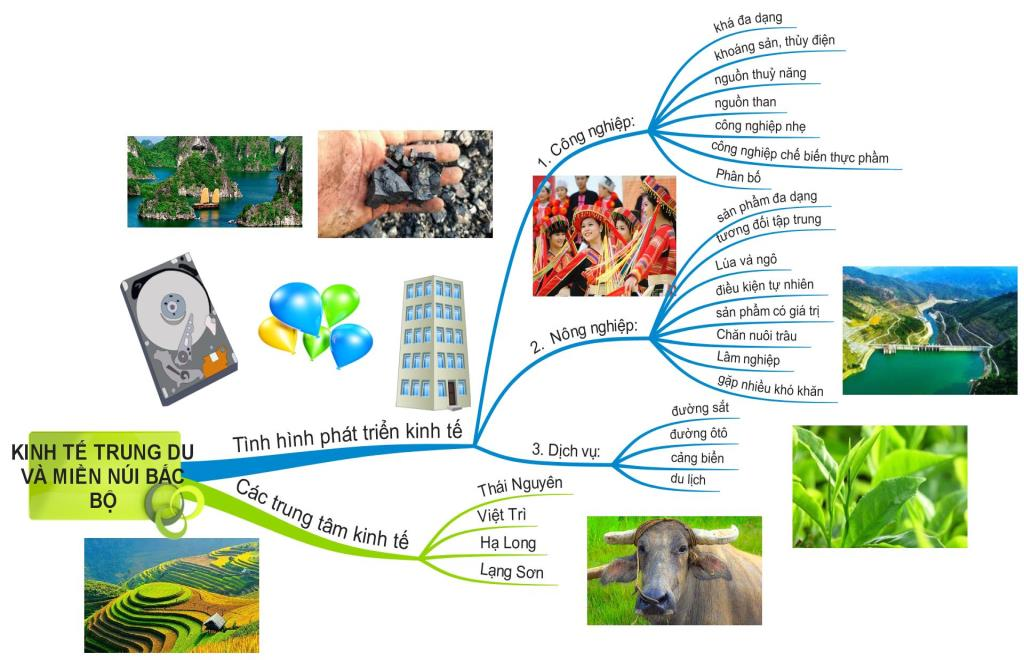 KINH TẾ TRUNG DU
VÀ MIỀN NÚI BẮC
BỘ
Tình hình phát triển kinh tế
1. Công nghiệp:
khá đa dạng
khoáng sản, thủy điện
nguồn thuỷ năng
nguồn than
công nghiệp nhẹ
công nghiệp chế biến thực phẩm
Phân bố
2. Nông nghiệp:
sản phẩm đa dạng
tương đối tập trung
Lúa và ngô
điều kiện tự nhiên
sản phẩm có giá trị
Chăn nuôi trâu
Lâm nghiệp
gặp nhiều khó khăn
3. Dịch vụ:
đường sắt
đường ôtô
cảng biển
du lịch
Các trung tâm kinh tế
Thái Nguyên
Việt Trì
Hạ Long
Lạng Sơn